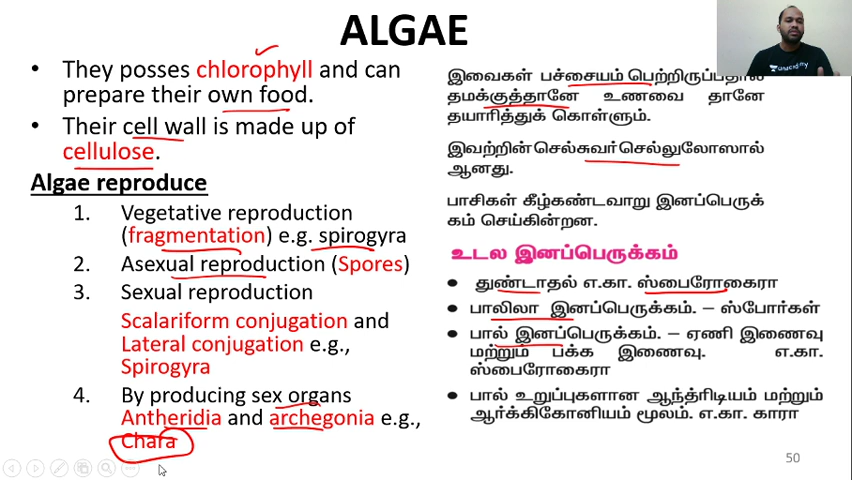 ALGAE
• They posses chlorophyll and can
prepare their own food.
• Their cell wall is made up of
cellulose.
Algae reproduce
1. Vegetative reproduction
(fragmentation) e.g. spirogyra
2. Asexual reproduction (Spores)
3. Sexual reproduction
Scalariform conjugation and
Lateral conjugation e.g.,
Spirogyra
4. By producing sex organs
Antheridia and archegonia e.g.,
Chara
இவைகள் பச்சையம் பெற்றிருப்பதால்
தமக்குத்தானே உணவை தானே
தயாரித்துக் கொள்ளும்.
இவற்றின் செல்சுவர்செல்லுலோஸால்
ஆனது.
பாசிகள் கீழ்கண்டவாறு இனப்பெருக்
கம் செய்கின்றன.
உடல இனப்பெருக்கம்
• துண்டாதல் எ.கா. ஸ்பைரோகைரா
• பாலிலா இனப்பெருக்கம். – ஸ்போர்கள்
• பால் இனப்பெருக்கம். – ஏணி இணைவு
மற்றும் பக்க இணைவு. எ.கா.
ஸ்பைரோகைரா
• பால் உறுப்புகளான ஆந்த்ரிடியம் மற்றும்
ஆர்க்கிகோனியம் மூலம். எ.கா. காரா
50